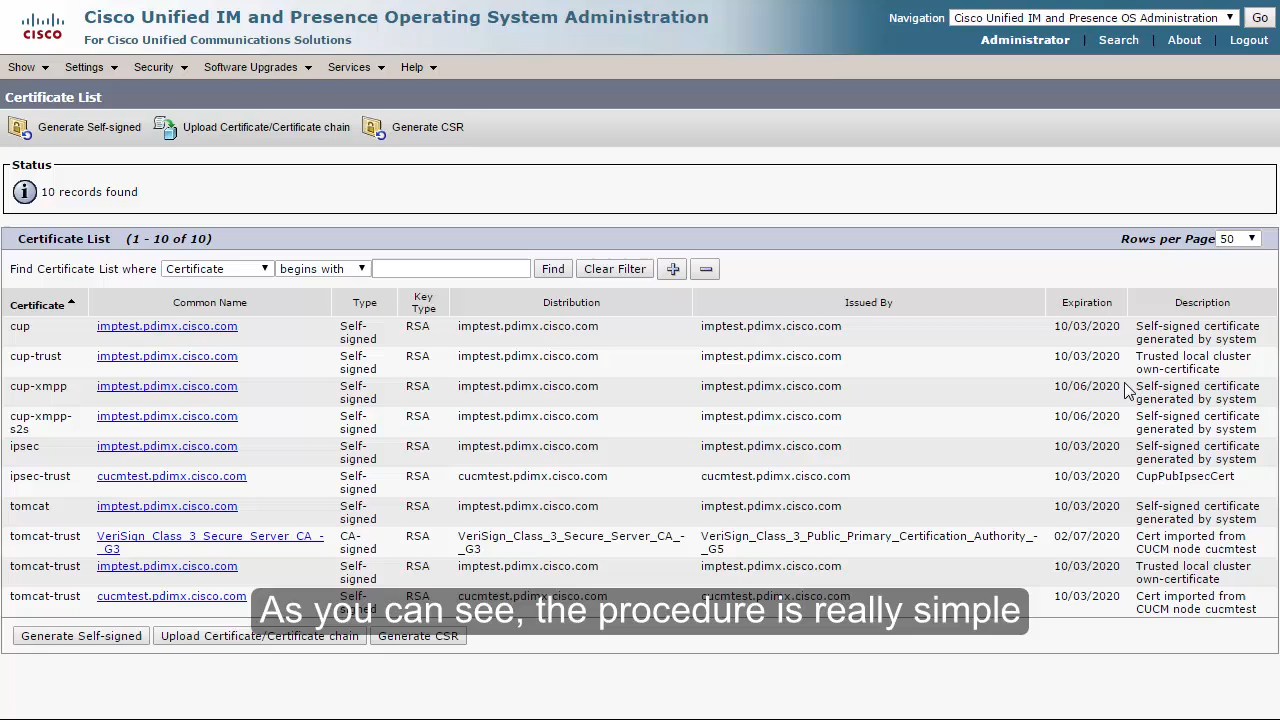 Cisco Unified IM and Presence Operating System Administration
For Cisco Unified Communications Solutions
CISCO
Navigation Cisco Unified IM and Presence OS Administration Go
Administrator Search About Logout
Show Settings Security Software Upgrades Services Help
Certificate List
Generate Self-signed Upload Certificate/Certificate chain Generate CSR
Status
10 records found
Certificate List (1 - 10 of 10) Rows per Page 50
Find Certificate List where Certificate begins with Find Clear Filter
Certificate Common Name Type Key Type Distribution Issued By Expiration Description
cup imptest.pdimx.cisco.com Self-signed RSA imptest.pdimx.cisco.com imptest.pdimx.cisco.com 10/03/2020 Self-signed certificate generated by system
cup-trust imptest.pdimx.cisco.com Self-signed RSA imptest.pdimx.cisco.com imptest.pdimx.cisco.com 10/03/2020 Trusted local cluster own-certificate
cup-xmpp imptest.pdimx.cisco.com Self-signed RSA imptest.pdimx.cisco.com imptest.pdimx.cisco.com 10/06/2020 Self-signed certificate generated by system
cup-xmpp-s2s imptest.pdimx.cisco.com Self-signed RSA imptest.pdimx.cisco.com imptest.pdimx.cisco.com 10/06/2020 Self-signed certificate generated by system
ipsec imptest.pdimx.cisco.com Self-signed RSA imptest.pdimx.cisco.com imptest.pdimx.cisco.com 10/03/2020 Self-signed certificate generated by system
ipsec-trust cucmtest.pdimx.cisco.com Self-signed RSA cucmtest.pdimx.cisco.com cucmtest.pdimx.cisco.com 10/03/2020 CupPubIpsecCert
tomcat imptest.pdimx.cisco.com Self-signed RSA imptest.pdimx.cisco.com imptest.pdimx.cisco.com 10/03/2020 Self-signed certificate generated by system
tomcat-trust VeriSign_Class_3_Secure_Server_CA_-_G3 CA-signed RSA VeriSign_Class_3_Secure_Server_CA_-_G3 VeriSign_Class_3_Public_Primary_Certification_Authority_-_G5 02/07/2020 Cert imported from CUCM node cucmtest
tomcat-trust imptest.pdimx.cisco.com Self-signed RSA imptest.pdimx.cisco.com imptest.pdimx.cisco.com 10/03/2020 Trusted local cluster own-certificate
tomcat-trust cucmtest.pdimx.cisco.com Self-signed RSA cucmtest.pdimx.cisco.com cucmtest.pdimx.cisco.com 10/03/2020 Cert imported from CUCM node cucmtest
As you can see, the procedure is really simple
Generate Self-signed Upload Certificate/Certificate chain Generate CSR